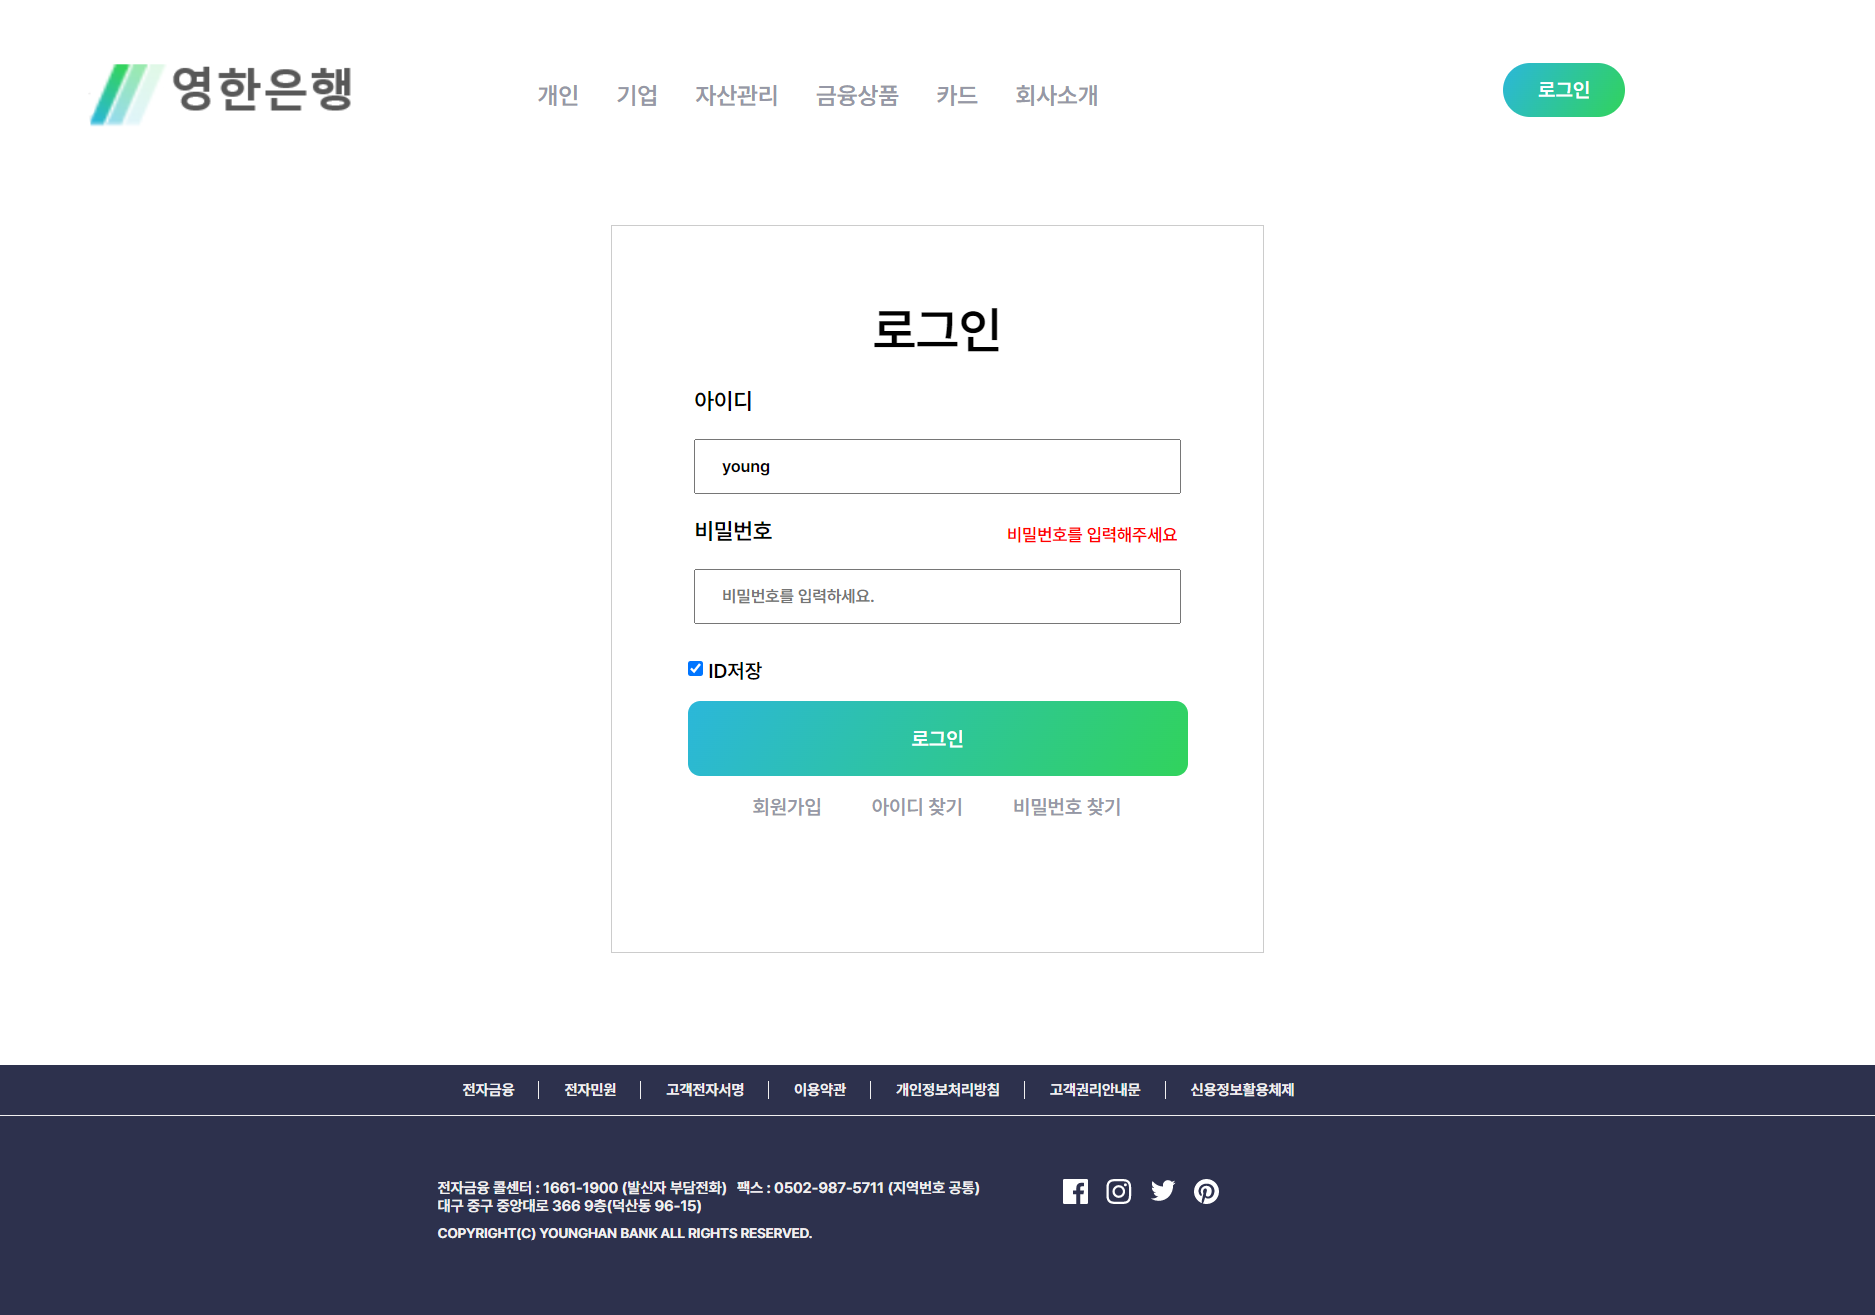 영한은행
개인 기업 자산관리 금융상품 카드 회사소개
로그인
로그인
아이디
young
비밀번호 비밀번호를 입력해주세요
비밀번호를 입력하세요.
ID저장
로그인
회원가입 아이디 찾기 비밀번호 찾기
전자금융 전자민원 고객전자서명 이용약관 개인정보처리방침 고객권리안내문 신용정보활용체제
전자금융 콜센터 : 1661-1900 (발신자 부담전화) 팩스 : 0502-987-5711 (지역번호 공통)
대구 중구 중앙대로 366 9층(덕산동 96-15)
COPYRIGHT(C) YOUNGHAN BANK ALL RIGHTS RESERVED.